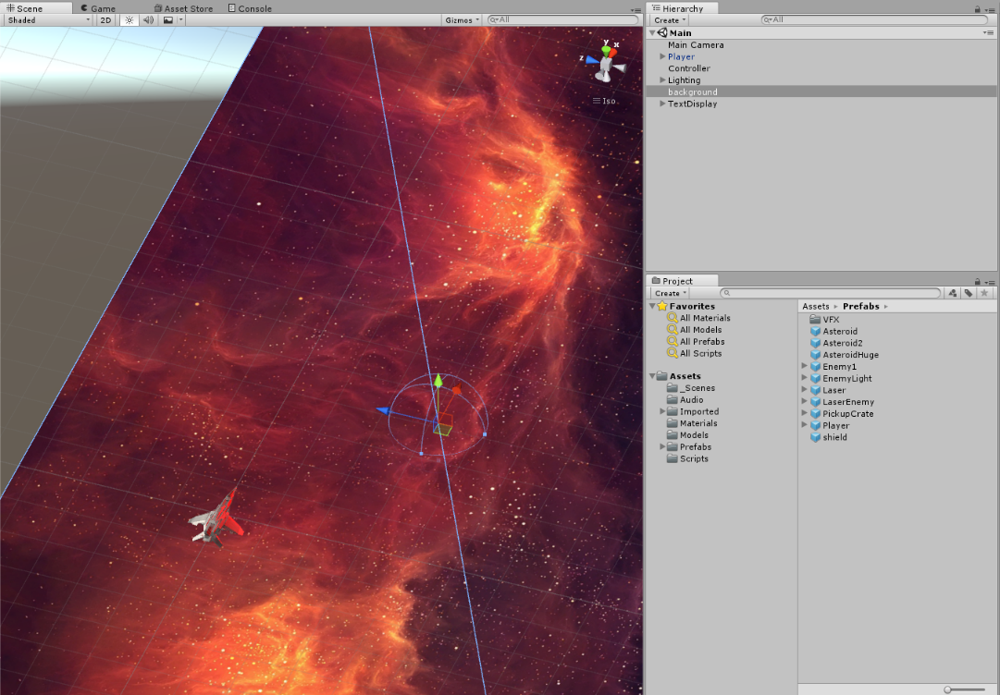 Scene Game Asset Store Console
Shaded 2D Gizmos All
y
x
z
Iso
Hierarchy
Create All
Main
Main Camera
Player
Controller
Lighting
background
TextDisplay
Project
Create
Favorites
All Materials
All Models
All Prefabs
All Scripts
Assets
_Scenes
Audio
Imported
Materials
Models
Prefabs
Scripts
Assets Prefabs
VFX
Asteroid
Asteroid2
AsteroidHuge
Enemy1
EnemyLight
Laser
LaserEnemy
PickupCrate
Player
shield